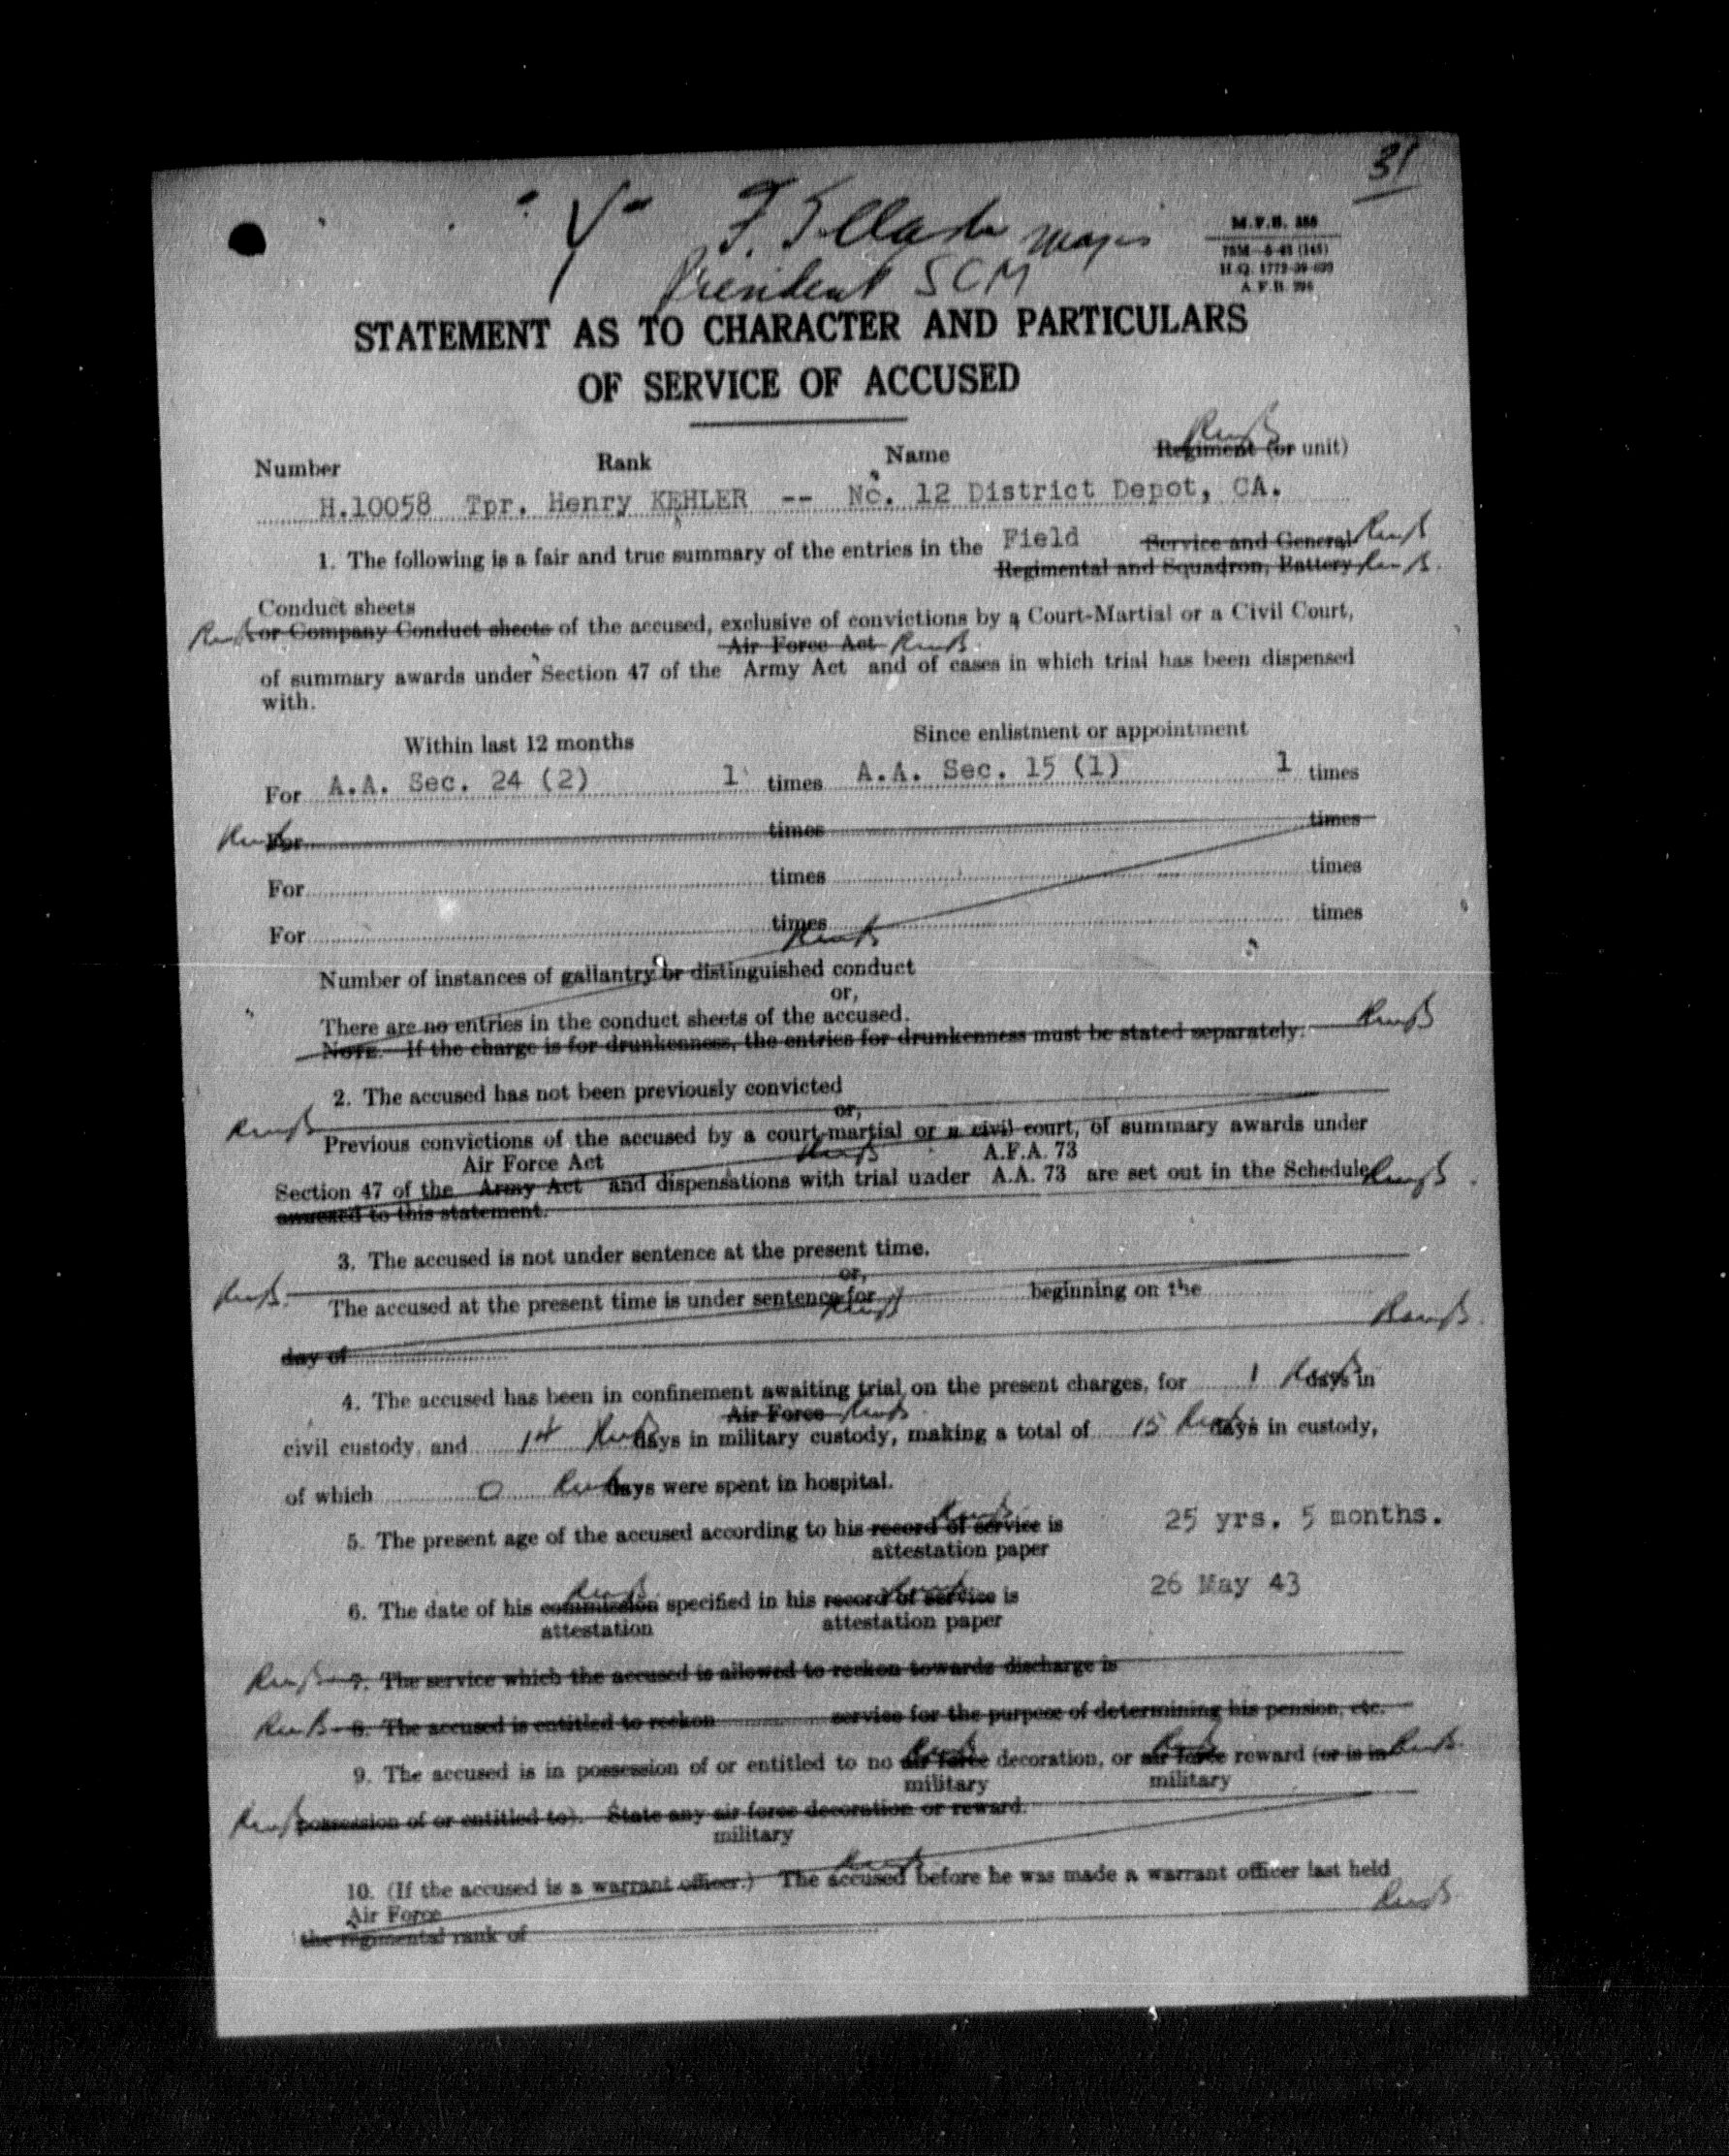 31
Y
President SCM
M.F.B. 355
H.Q. 1772-39-699
STATEMENT AS TO CHARACTER AND PARTICULARS
OF SERVICE OF ACCUSED
Number Rank Name Regiment (or unit)
H.10058 Tpr. Henry KEHLER -- No. 12 District Depot, CA.
1. The following is a fair and true summary of the entries in the Field Service and General
Regimental and Squadron, Battery
Conduct sheets
or Company Conduct sheets of the accused, exclusive of convictions by a Court-Martial or a Civil Court,
Air Force Act
of summary awards under Section 47 of the Army Act and of cases in which trial has been dispensed
with.
Within last 12 months Since enlistment or appointment
For A.A. Sec. 24 (2) 1 times A.A. Sec. 15 (1) 1 times
For times times
For times times
For times times
Number of instances of gallantry or distinguished conduct
or,
There are no entries in the conduct sheets of the accused.
NOTE.—If the charge is for drunkenness, the entries for drunkenness must be stated separately.
2. The accused has not been previously convicted
or,
Previous convictions of the accused by a court-martial or a civil court, of summary awards under
Air Force Act A.F.A. 73
Section 47 of the Army Act and dispensations with trial under A.A. 73 are set out in the Schedule
annexed to this statement.
3. The accused is not under sentence at the present time.
or,
The accused at the present time is under sentence for beginning on the
day of
4. The accused has been in confinement awaiting trial on the present charges, for 1 days in
Air Force
civil custody, and 14 days in military custody, making a total of 15 days in custody,
of which 0 days were spent in hospital.
5. The present age of the accused according to his record of service is 25 yrs. 5 months.
attestation paper
6. The date of his commission specified in his record of service is 26 May 43
attestation attestation paper
7. The service which the accused is allowed to reckon towards discharge is
8. The accused is entitled to reckon service for the purpose of determining his pension, etc.
9. The accused is in possession of or entitled to no air force decoration, or air force reward (or is in
military military
possession of or entitled to). State any air force decoration or reward.
military
10. (If the accused is a warrant officer.) The accused before he was made a warrant officer last held
Air Force
the regimental rank of